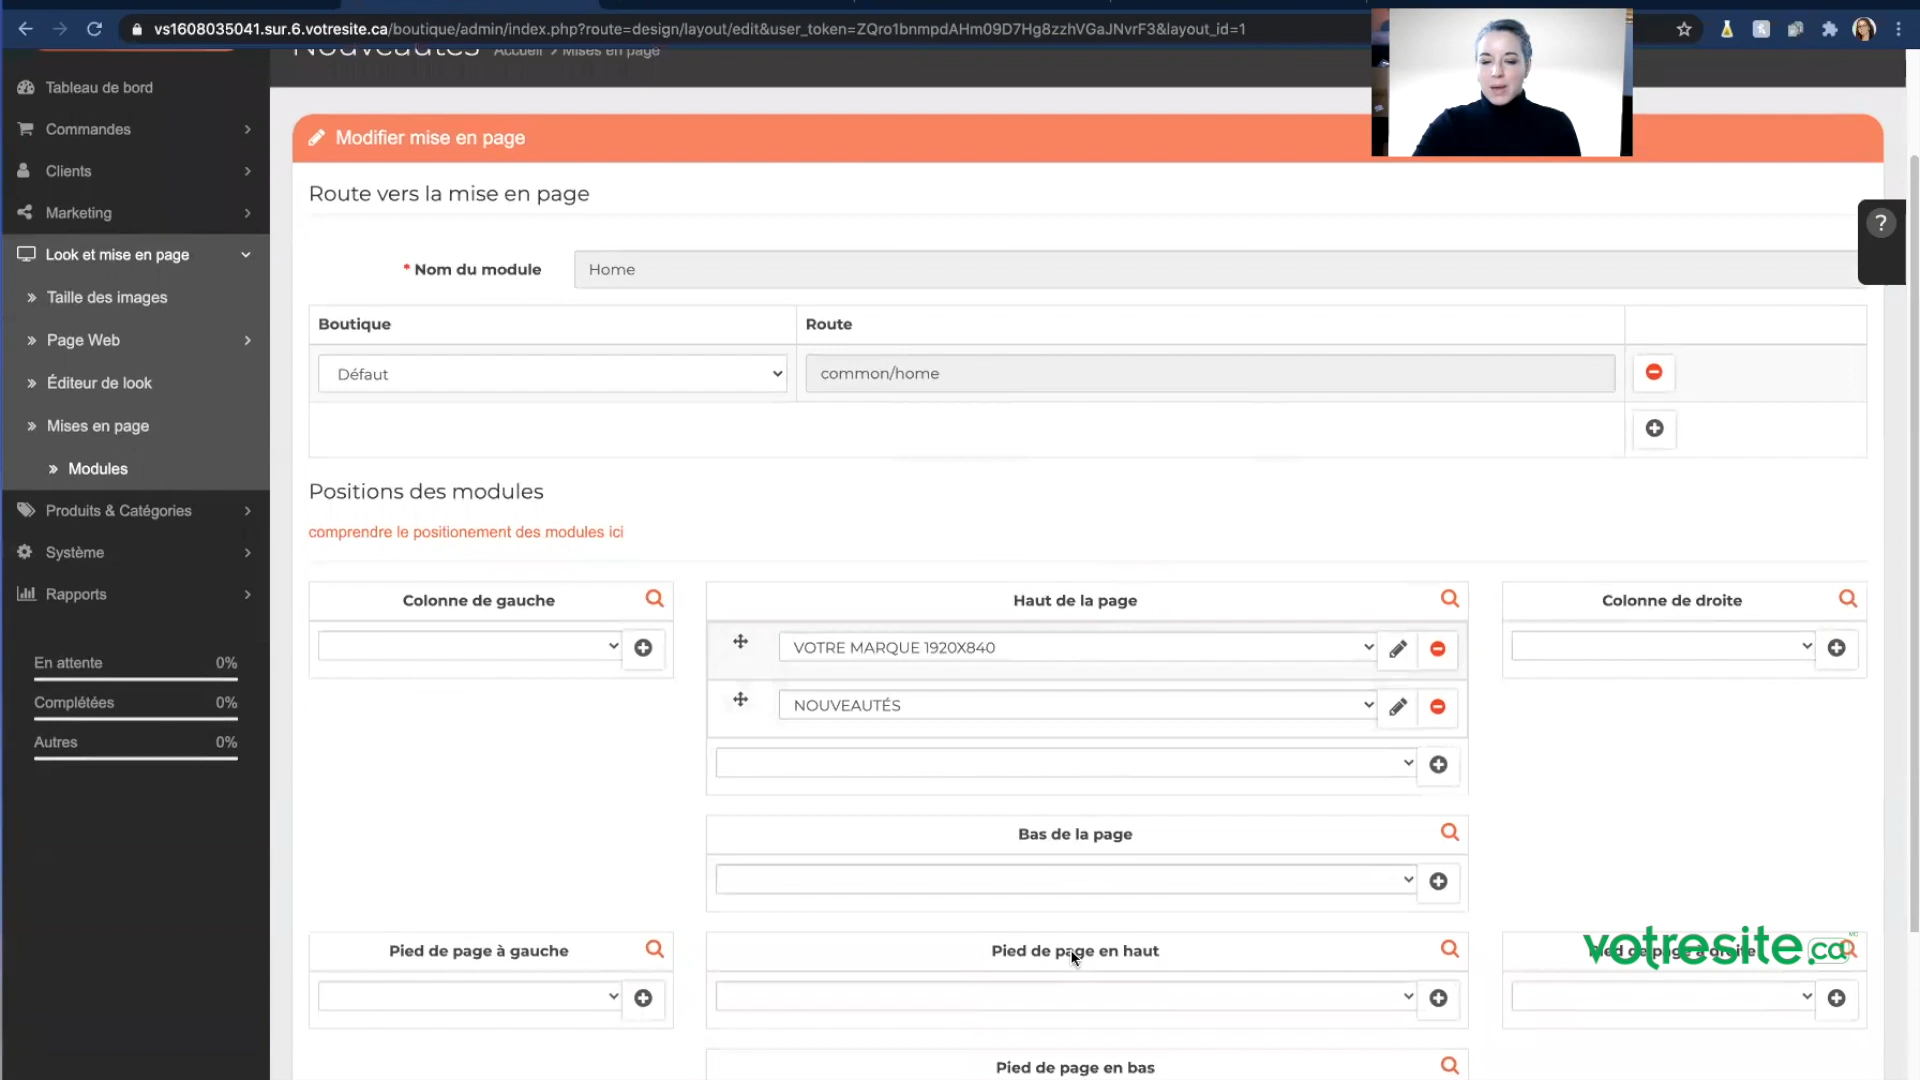 vs1608035041.sur.6.votresite.ca/boutique/admin/index.php?route=design/layout/edit&user_token=ZQro1bnmpdAHm09D7Hg8zzhVGaJNvrF3&layout_id=1
Nouveautés Accueil > Mises en page
Tableau de bord
Commandes
Clients
Marketing
Look et mise en page
Taille des images
Page Web
Éditeur de look
Mises en page
Modules
Produits & Catégories
Système
Rapports
En attente 0%
Complétées 0%
Autres 0%
Modifier mise en page
Route vers la mise en page
* Nom du module Home
Boutique Route
Défaut common/home
Positions des modules
comprendre le positionement des modules ici
Colonne de gauche
Haut de la page
VOTRE MARQUE 1920X840
NOUVEAUTÉS
Colonne de droite
Bas de la page
Pied de page à gauche
Pied de page en haut
Pied de page à droite
votresite.ca
Pied de page en bas
?